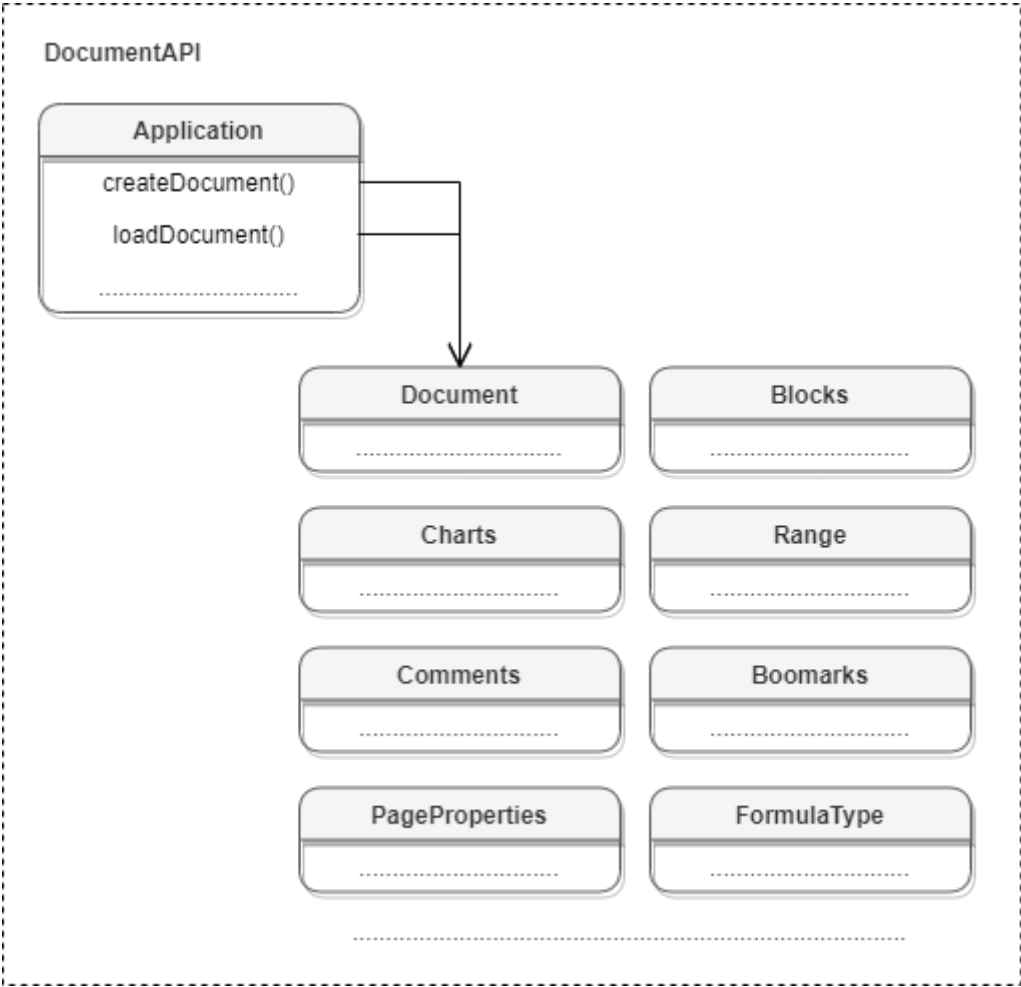 DocumentAPI
Application
createDocument()
loadDocument()
Document
Blocks
Charts
Range
Comments
Boomarks
PageProperties
FormulaType